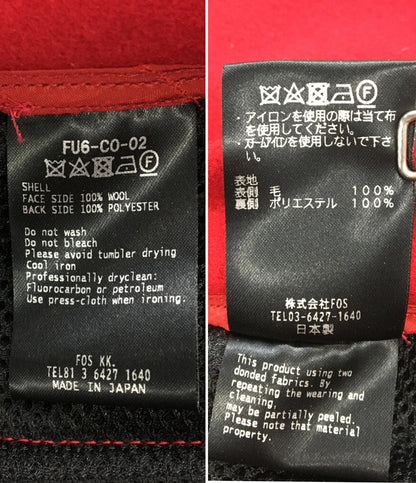 FU6-CO-02
SHELL
FACE SIDE 100% WOOL
BACK SIDE 100% POLYESTER
Do not wash
Do not bleach
Please avoid tumbler drying
Cool iron
Professionally dryclean:
Fluorocarbon or petroleum
Use press-cloth when ironing.
FOS KK.
TEL81 3 6427 1640
MADE IN JAPAN
・アイロンを使用の際は当て布
を使用してください。
・スチームアイロンを使用しないで下さい。
表地
表側 毛 100%
裏側 ポリエステル 100%
株式会社FOS
TEL03-6427-1640
日本製
This product using two
donded fabrics. By
repeating the wearing and
cleaning,
may be partially peeled.
Please note that material
property.